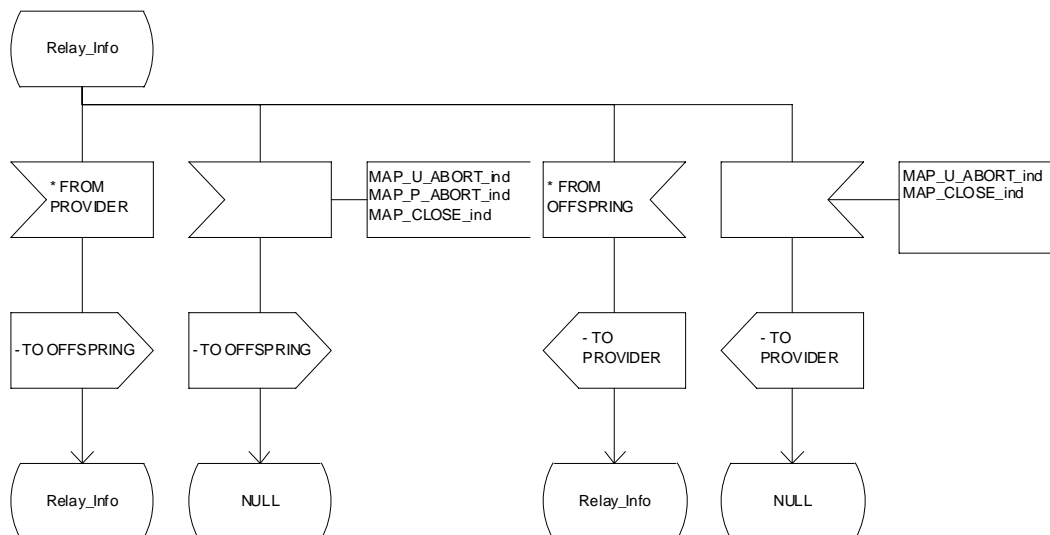 Relay_Info
* FROM
PROVIDER
MAP_U_ABORT_ind
MAP_P_ABORT_ind
MAP_CLOSE_ind
* FROM
OFFSPRING
MAP_U_ABORT_ind
MAP_CLOSE_ind
- TO OFFSPRING
- TO OFFSPRING
- TO
PROVIDER
- TO
PROVIDER
Relay_Info
NULL
Relay_Info
NULL